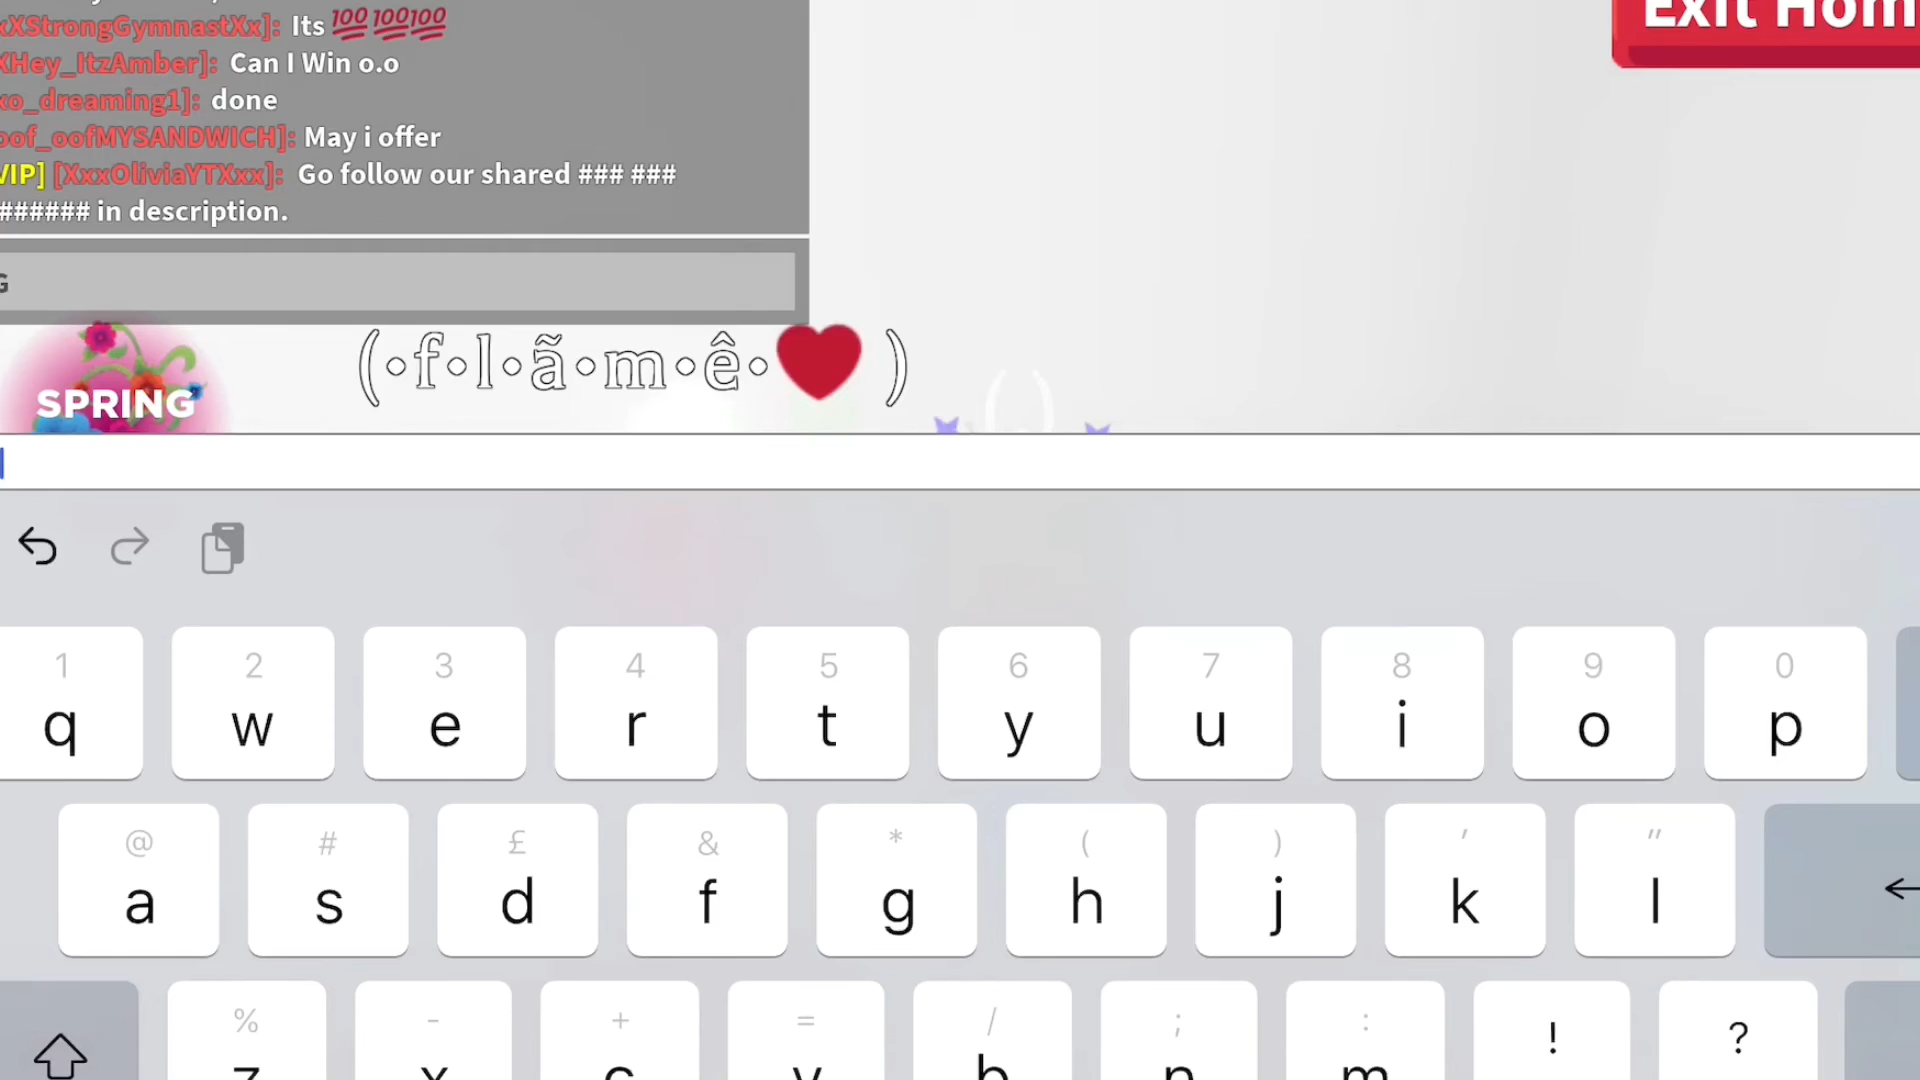 xXStrongGymnastXx]: Its 💯💯💯
XHey_ItzAmber]: Can I Win o.o
xo_dreaming1]: done
oof_oofMYSANDWICH]: May i offer
VIP] [XxxOliviaYTXxx]: Go follow our shared ### ###
###### in description.
Exit Hom
G
(•f•l•ã•m•ê•❤ )
SPRING
1 2 3 4 5 6 7 8 9 0
q w e r t y u i o p
@ # £ & * ( ) ' "
a s d f g h j k l
% - + = / ; :
z x c v b n m ! ?